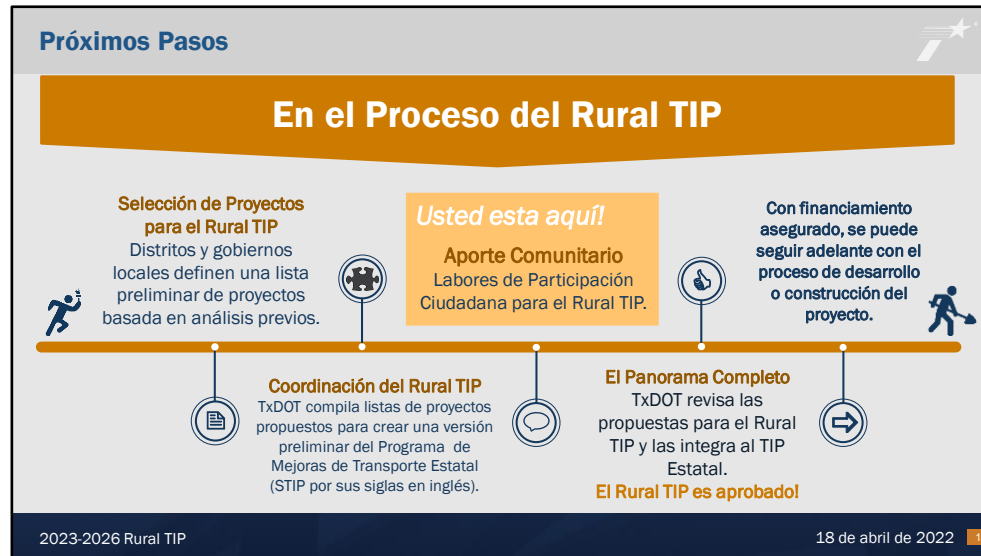 Próximos Pasos
En el Proceso del Rural TIP
Selección de Proyectos
para el Rural TIP
Distritos y gobiernos
locales definen una lista
preliminar de proyectos
basada en análisis previos.
Coordinación del Rural TIP
TxDOT compila listas de proyectos
propuestos para crear una versión
preliminar del Programa de
Mejoras de Transporte Estatal
(STIP por sus siglas en inglés).
Usted esta aquí!
Aporte Comunitario
Labores de Participación
Ciudadana para el Rural TIP.
El Panorama Completo
TxDOT revisa las
propuestas para el Rural
TIP y las integra al TIP
Estatal.
El Rural TIP es aprobado!
Con financiamiento
asegurado, se puede
seguir adelante con el
proceso de desarrollo
o construcción del
proyecto.
2023-2026 Rural TIP
18 de abril de 2022